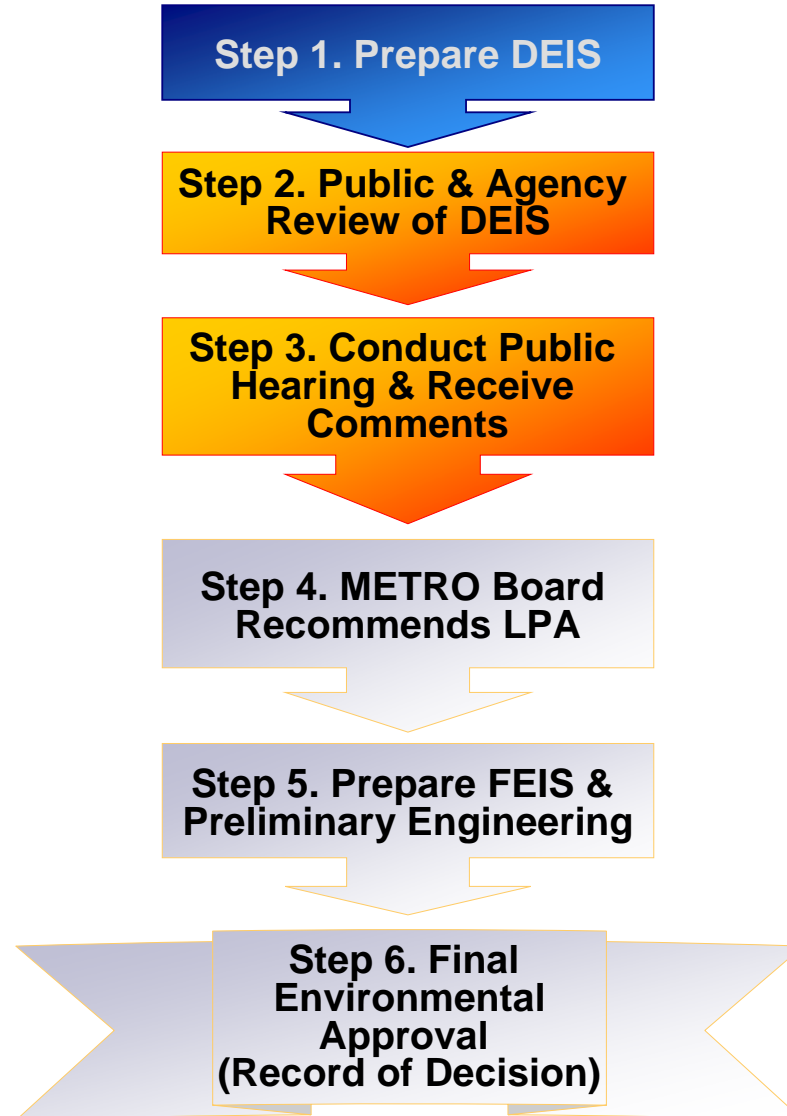 Step 1. Prepare DEIS
Step 2. Public & Agency
Review of DEIS
Step 3. Conduct Public
Hearing & Receive
Comments
Step 4. METRO Board
Recommends LPA
Step 5. Prepare FEIS &
Preliminary Engineering
Step 6. Final
Environmental
Approval
(Record of Decision)